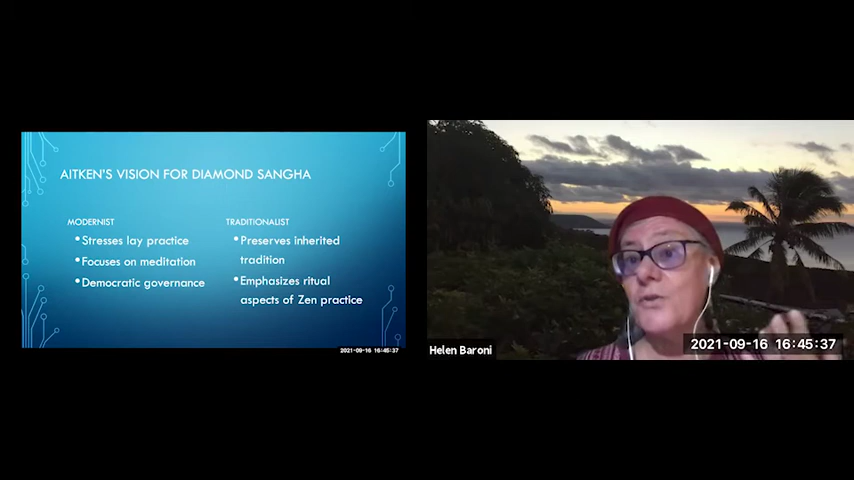 AITKEN'S VISION FOR DIAMOND SANGHA
MODERNIST
•Stresses lay practice
•Focuses on meditation
•Democratic governance
TRADITIONALIST
•Preserves inherited
tradition
•Emphasizes ritual
aspects of Zen practice
2021-09-16 16:45:37
Helen Baroni
2021-09-16 16:45:37